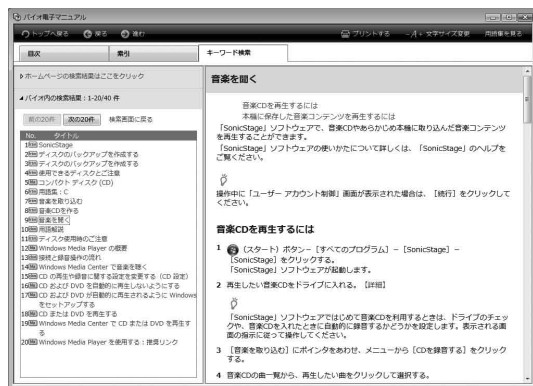 バイオ電子マニュアル
トップへ戻る 戻る 進む プリントする -A+ 文字サイズ変更 用語集を見る
目次 索引 キーワード検索
ホームページの検索結果はここをクリック
バイオ内の検索結果：1-20/40 件
前の20件 次の20件 検索画面に戻る
No. タイトル
1 SonicStage
2 ディスクのバックアップを作成する
3 ディスクのバックアップを作成する
4 使用できるディスクとご注意
5 コンパクト ディスク (CD)
6 用語集：C
7 音楽を取り込む
8 音楽CDを作る
9 音楽を聞く
10 用語解説
11 ディスク使用時のご注意
12 Windows Media Player の概要
13 接続と録音操作の流れ
14 Windows Media Center で音楽を聴く
15 CD の再生や録音に関する設定を変更する (CD 設定)
16 CD および DVD を自動的に再生しないようにする
17 CD および DVD が自動的に再生されるように Windows
をセットアップする
18 CD または DVD を再生する
19 Windows Media Center で CD または DVD を再生す
る
20 Windows Media Player を使用する：推奨リンク
音楽を聞く
音楽CDを再生するには
本機に保存した音楽コンテンツを再生するには
「SonicStage」ソフトウェアで、音楽CDやあらかじめ本機に取り込んだ音楽コンテンツ
を再生することができます。
「SonicStage」ソフトウェアの使いかたについて詳しくは、「SonicStage」のヘルプを
ご覧ください。
操作中に「ユーザー アカウント制御」画面が表示された場合は、［続行］をクリックして
ください。
音楽CDを再生するには
1 （スタート）ボタン－［すべてのプログラム］－［SonicStage］－
［SonicStage］をクリックする。
「SonicStage」ソフトウェアが起動します。
2 再生したい音楽CDをドライブに入れる。［詳細］
「SonicStage」ソフトウェアではじめて音楽CDを利用するときは、ドライブのチェッ
クや、音楽CDを入れたときに自動的に録音するかどうかを設定します。表示される画
面の指示に従って操作してください。
3 ［音楽を取り込む］にポインタをあわせ、メニューから［CDを録音する］をクリック
する。
4 音楽CDの曲一覧から、再生したい曲をクリックして選択する。